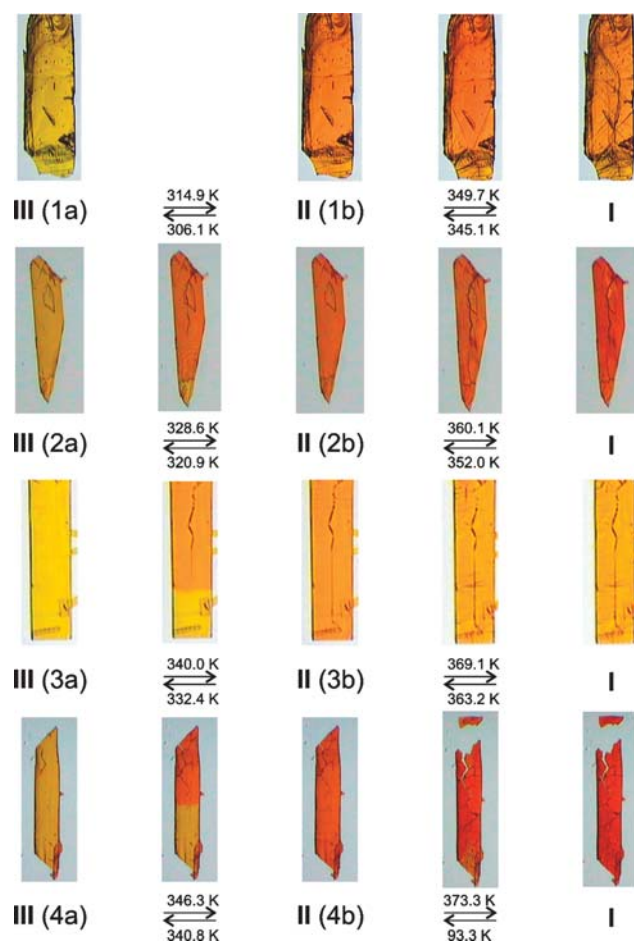 314.9 K 349.7 K
III (1a) II (1b) I
306.1 K 345.1 K
328.6 K 360.1 K
III (2a) II (2b) I
320.9 K 352.0 K
340.0 K 369.1 K
III (3a) II (3b) I
332.4 K 363.2 K
346.3 K 373.3 K
III (4a) II (4b) I
340.8 K 93.3 K